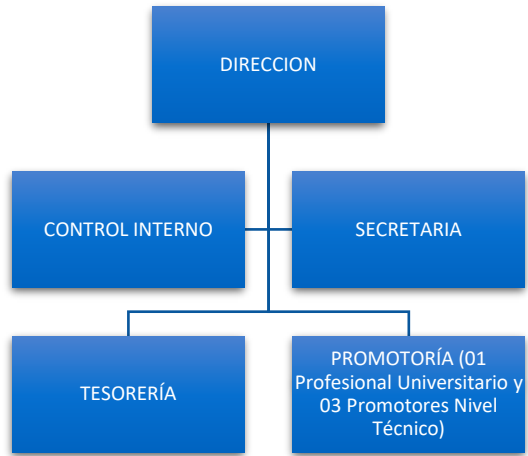 DIRECCION
CONTROL INTERNO
SECRETARIA
TESORERÍA
PROMOTORÍA (01
Profesional Universitario y
03 Promotores Nivel
Técnico)